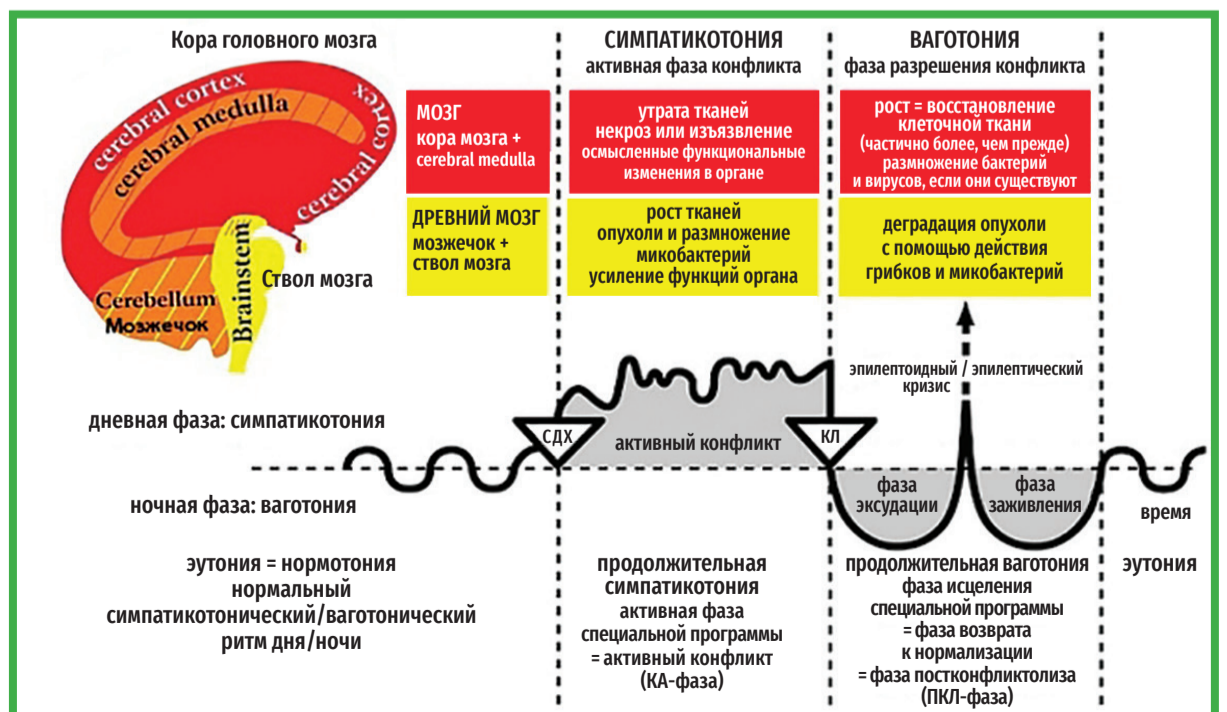 Кора головного мозга
cerebral cortex
cortex
cerebral medulla
cerebral cortex
Cerebellum
Мозжечок
Brainstem
Ствол мозга
СИМПАТИКОТОНИЯ
активная фаза конфликта
ВАГОТОНИЯ
фаза разрешения конфликта
МОЗГ
кора мозга +
cerebral medulla
утрата тканей
некроз или изъязвление
осмысленные функциональные
изменения в органе
рост = восстановление
клеточной ткани
(частично более, чем прежде)
размножение бактерий
и вирусов, если они существуют
ДРЕВНИЙ МОЗГ
мозжечок +
ствол мозга
рост тканей
опухоли и размножение
микобактерий
усиление функций органа
деградация опухоли
с помощью действия
грибков и микобактерий
эпилептоидный / эпилептический
кризис
дневная фаза: симпатикотония
СДХ
активный конфликт
КЛ
ночная фаза: ваготония
фаза
эксудации
фаза
заживления
время
эутония = нормотония
нормальный
симпатикотонический/ваготонический
ритм дня/ночи
продолжительная
симпатикотония
активная фаза
специальной программы
= активный конфликт
(КА-фаза)
продолжительная ваготония
фаза исцеления
специальной программы
= фаза возврата
к нормализации
= фаза постконфликтолиза
(ПКЛ-фаза)
эутония